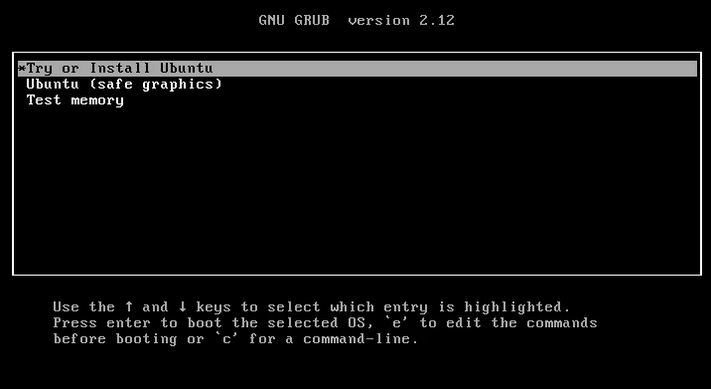 GNU GRUB  version 2.12
*Try or Install Ubuntu
Ubuntu (safe graphics)
Test memory
Use the ↑ and ↓ keys to select which entry is highlighted.
Press enter to boot the selected OS, `e' to edit the commands
before booting or `c' for a command-line.